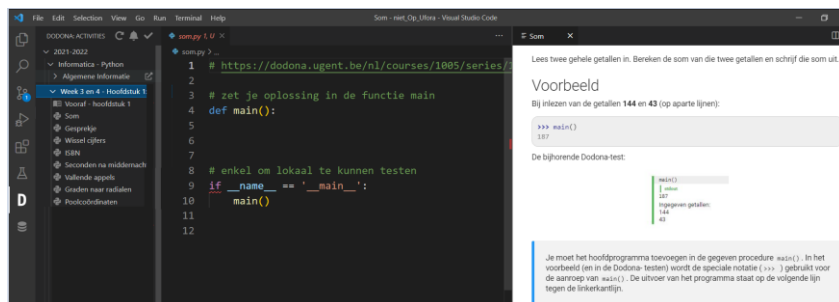 File Edit Selection View Go Run Terminal Help
Som - niet_Op_Ufora - Visual Studio Code
DODONA: ACTIVITIES
2021-2022
Informatica - Python
Algemene Informatie
Week 3 en 4 - Hoofdstuk 1:
Vooraf - hoofdstuk 1
Som
Gesprekje
Wissel cijfers
ISBN
Seconden na middernach
Vallende appels
Graden naar radialen
Poolcoördinaten
D
som.py 1, U
som.py > ...
1 # https://dodona.ugent.be/nl/courses/1005/series/
2
3 # zet je oplossing in de functie main
4 def main():
5
6
7
8 # enkel om lokaal te kunnen testen
9 if __name__ == '__main__':
10 main()
11
12
Som
Lees twee gehele getallen in. Bereken de som van die twee getallen en schrijf die som uit.
Voorbeeld
Bij inlezen van de getallen 144 en 43 (op aparte lijnen):
>>> main()
187
De bijhorende Dodona-test:
main()
187
Ingegeven getallen:
144
43
Je moet het hoofdprogramma toevoegen in de gegeven procedure main(). In het
voorbeeld (en in de Dodona- testen) wordt de speciale notatie (>>> ) gebruikt voor
de aanroep van main(). De uitvoer van het programma staat op de volgende lijn
tegen de linkerkantlijn.